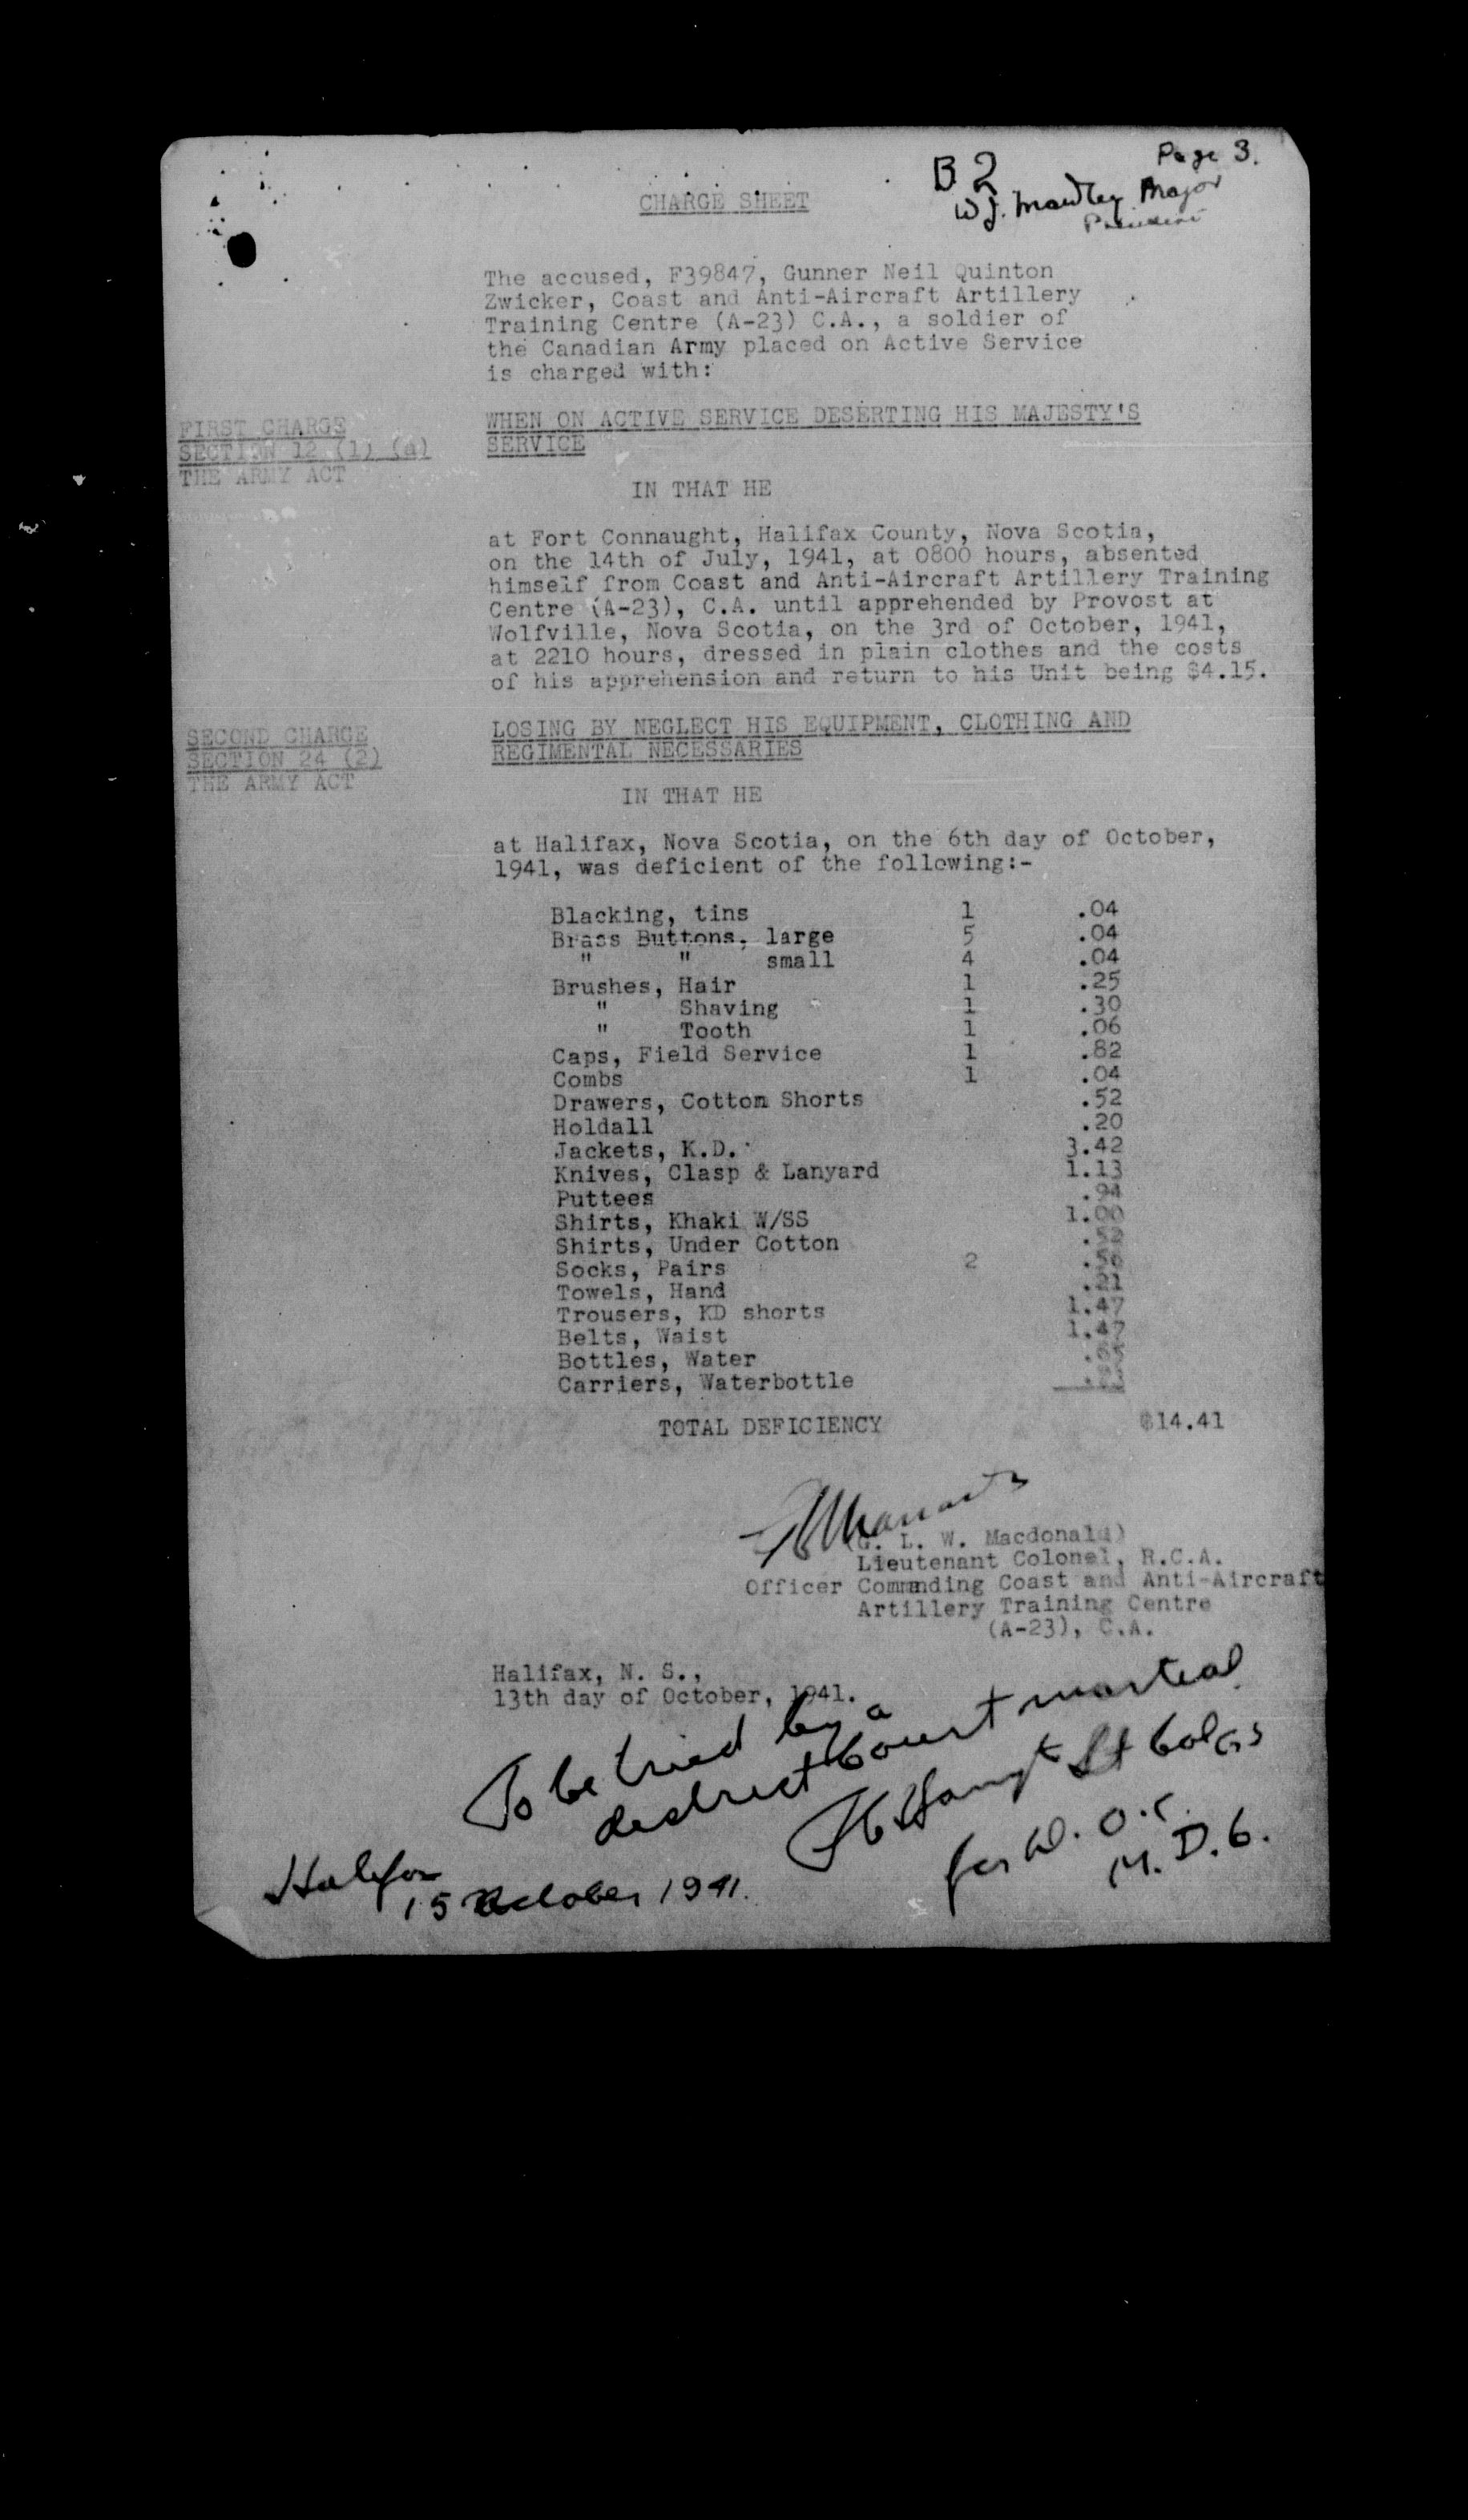 Page 3.
B 2
W J. Mawdley Major
President
CHARGE SHEET
The accused, F39847, Gunner Neil Quinton
Zwicker, Coast and Anti-Aircraft Artillery
Training Centre (A-23) C.A., a soldier of
the Canadian Army placed on Active Service
is charged with:
FIRST CHARGE
SECTION 12 (1) (a)
THE ARMY ACT
WHEN ON ACTIVE SERVICE DESERTING HIS MAJESTY'S
SERVICE
IN THAT HE
at Fort Connaught, Halifax County, Nova Scotia,
on the 14th of July, 1941, at 0800 hours, absented
himself from Coast and Anti-Aircraft Artillery Training
Centre (A-23), C.A. until apprehended by Provost at
Wolfville, Nova Scotia, on the 3rd of October, 1941,
at 2210 hours, dressed in plain clothes and the costs
of his apprehension and return to his Unit being $4.15.
SECOND CHARGE
SECTION 24 (2)
THE ARMY ACT
LOSING BY NEGLECT HIS EQUIPMENT, CLOTHING AND
REGIMENTAL NECESSARIES
IN THAT HE
at Halifax, Nova Scotia, on the 6th day of October,
1941, was deficient of the following:-
Blacking, tins 1 .04
Brass Buttons, large 5 .04
" " small 4 .04
Brushes, Hair 1 .25
" Shaving 1 .30
" Tooth 1 .06
Caps, Field Service 1 .82
Combs 1 .04
Drawers, Cotton Shorts .52
Holdall .20
Jackets, K.D. 3.42
Knives, Clasp & Lanyard 1.13
Puttees .94
Shirts, Khaki W/SS 1.00
Shirts, Under Cotton .52
Socks, Pairs 2 .56
Towels, Hand .21
Trousers, KD shorts 1.47
Belts, Waist 1.47
Bottles, Water
Carriers, Waterbottle
TOTAL DEFICIENCY $14.41
(G. L. W. Macdonald)
Lieutenant Colonel, R.C.A.
Officer Commnding Coast and Anti-Aircraft
Artillery Training Centre
(A-23), C.A.
Halifax, N. S.,
13th day of October, 1941.
To be tried by a
district Court martial
Lt Col GS
for D.O.C.
M.D.6.
Halifax
15 October 1941.